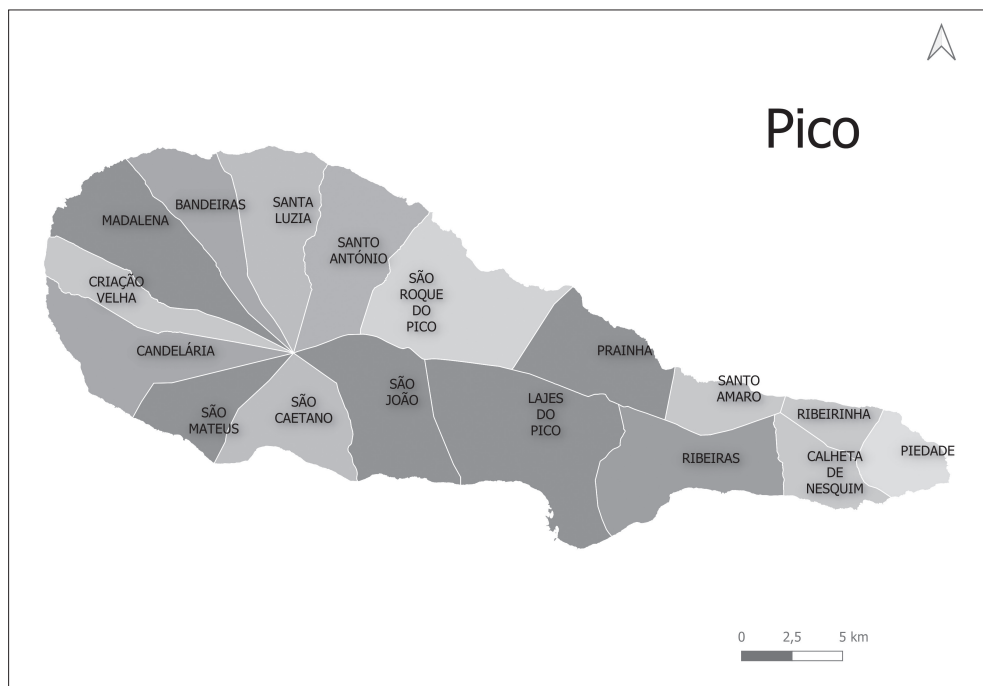 Pico
MADALENA
BANDEIRAS
SANTA
LUZIA
SANTO
ANTÓNIO
SÃO
ROQUE
DO
PICO
CRIAÇÃO
VELHA
CANDELÁRIA
SÃO
MATEUS
SÃO
CAETANO
SÃO
JOÃO
LAJES
DO
PICO
PRAINHA
SANTO
AMARO
RIBEIRINHA
RIBEIRAS
CALHETA
DE
NESQUIM
PIEDADE
0 2,5 5 km